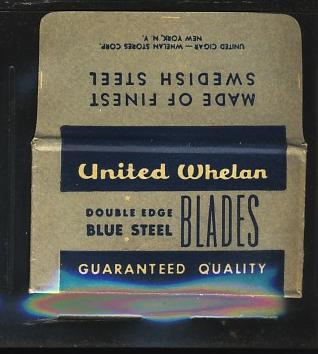 UNITED CIGAR — WHELAN STORES CORP.
NEW YORK, N. Y.
MADE OF FINEST
SWEDISH STEEL
United Whelan
DOUBLE EDGE
BLUE STEEL
BLADES
GUARANTEED QUALITY